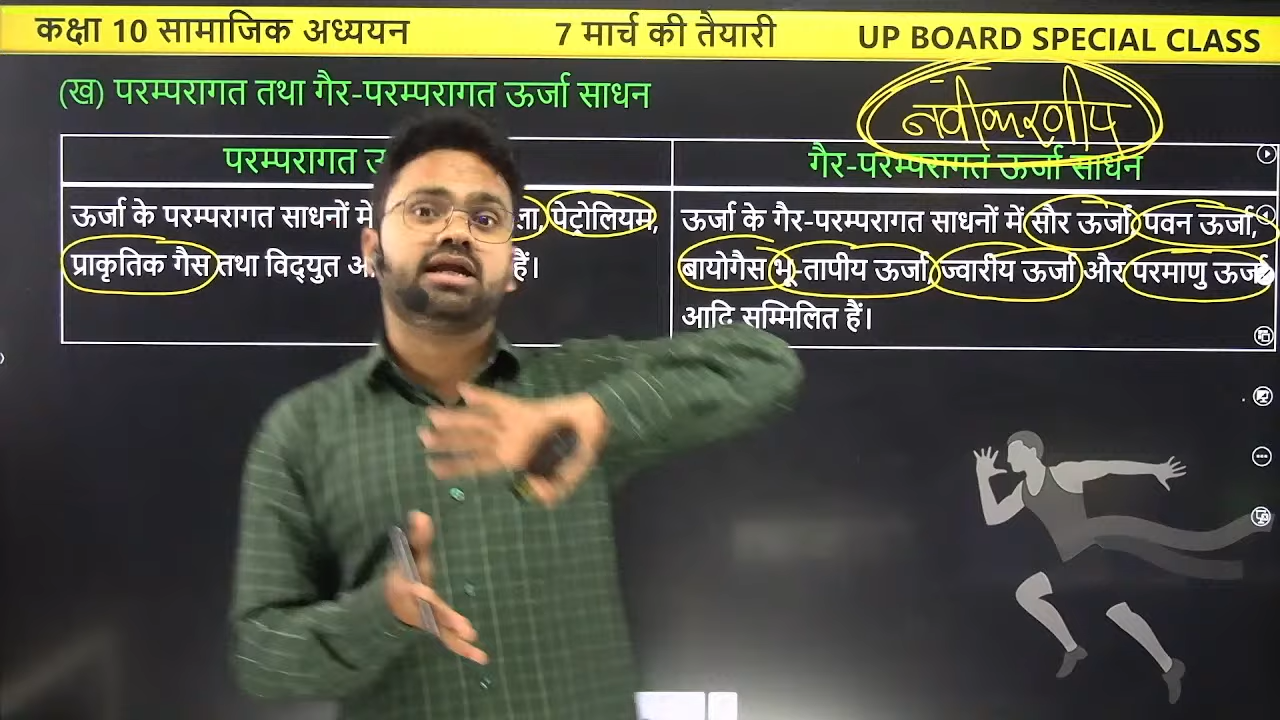 कक्षा 10 सामाजिक अध्ययन 7 मार्च की तैयारी UP BOARD SPECIAL CLASS
(ख) परम्परागत तथा गैर-परम्परागत ऊर्जा साधन
नवीकरणीय
परम्परागत
गैर-परम्परागत ऊर्जा साधन
ऊर्जा के परम्परागत साधनों में पेट्रोलियम,
प्राकृतिक गैस तथा विद्युत हैं।
ऊर्जा के गैर-परम्परागत साधनों में सौर ऊर्जा, पवन ऊर्जा,
बायोगैस भू-तापीय ऊर्जा, ज्वारीय ऊर्जा और परमाणु ऊर्जा
आदि सम्मिलित हैं।